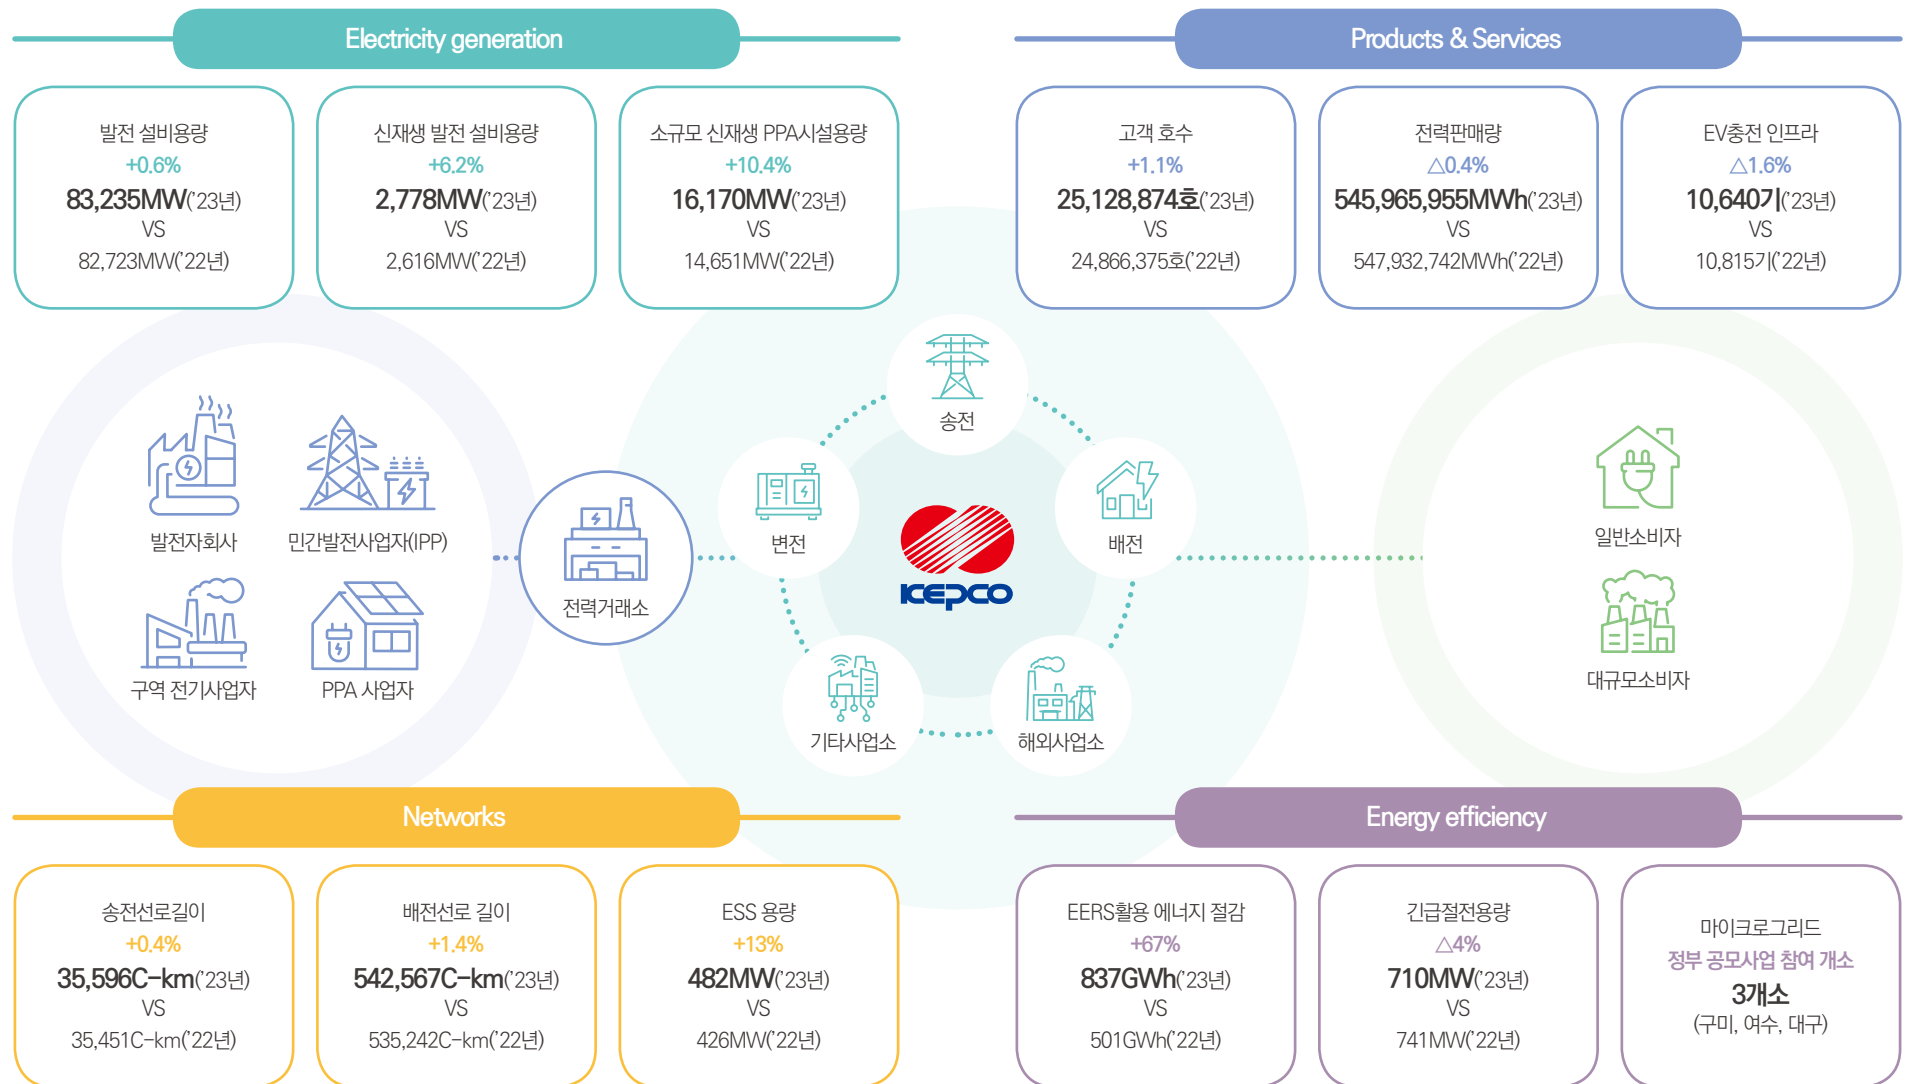 Electricity generation
발전 설비용량
+0.6%
83,235MW('23년)
VS
82,723MW('22년)
신재생 발전 설비용량
+6.2%
2,778MW('23년)
VS
2,616MW('22년)
소규모 신재생 PPA시설용량
+10.4%
16,170MW('23년)
VS
14,651MW('22년)
Products & Services
고객 호수
+1.1%
25,128,874호('23년)
VS
24,866,375호('22년)
전력판매량
△0.4%
545,965,955MWh('23년)
VS
547,932,742MWh('22년)
EV충전 인프라
△1.6%
10,640기('23년)
VS
10,815기('22년)
발전자회사
민간발전사업자(IPP)
구역 전기사업자
PPA 사업자
전력거래소
송전
변전
배전
KEPCO
기타사업소
해외사업소
일반소비자
대규모소비자
Networks
송전선로길이
+0.4%
35,596C-km('23년)
VS
35,451C-km('22년)
배전선로 길이
+1.4%
542,567C-km('23년)
VS
535,242C-km('22년)
ESS 용량
+13%
482MW('23년)
VS
426MW('22년)
Energy efficiency
EERS활용 에너지 절감
+67%
837GWh('23년)
VS
501GWh('22년)
긴급절전용량
△4%
710MW('23년)
VS
741MW('22년)
마이크로그리드
정부 공모사업 참여 개소
3개소
(구미, 여수, 대구)